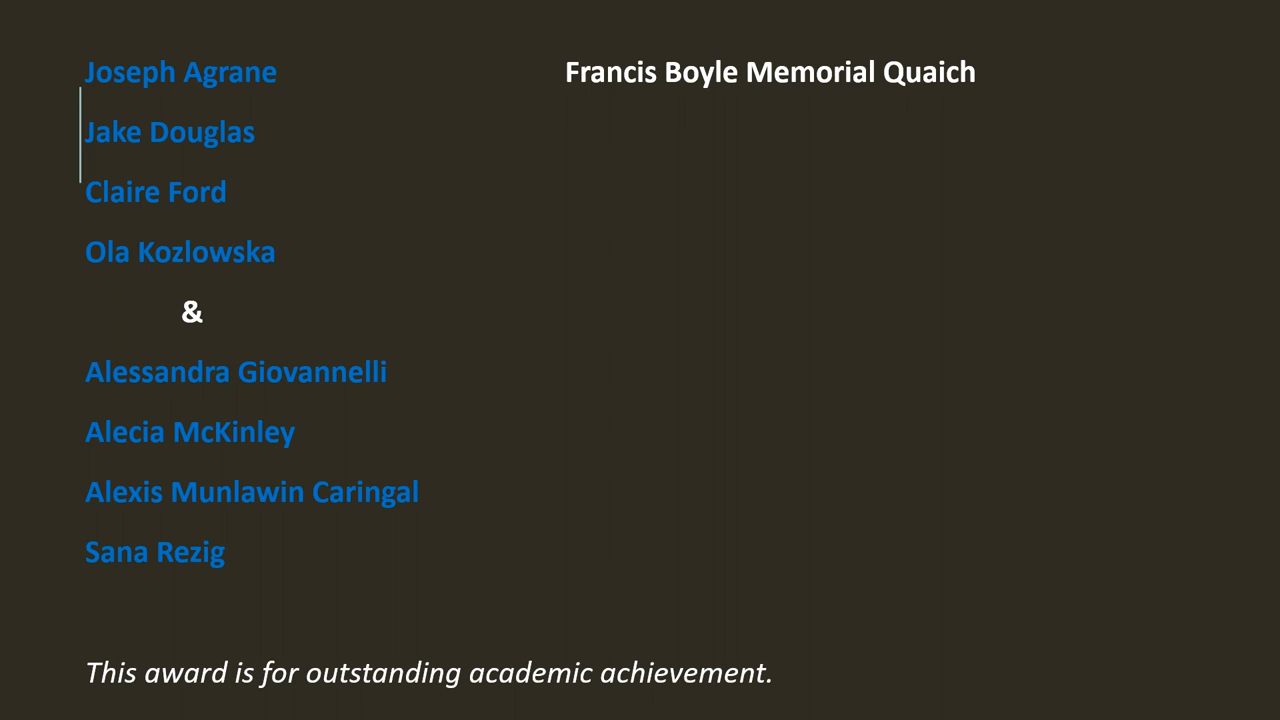 Joseph Agrane
Francis Boyle Memorial Quaich
Jake Douglas
Claire Ford
Ola Kozlowska
&
Alessandra Giovannelli
Alecia McKinley
Alexis Munlawin Caringal
Sana Rezig
This award is for outstanding academic achievement.